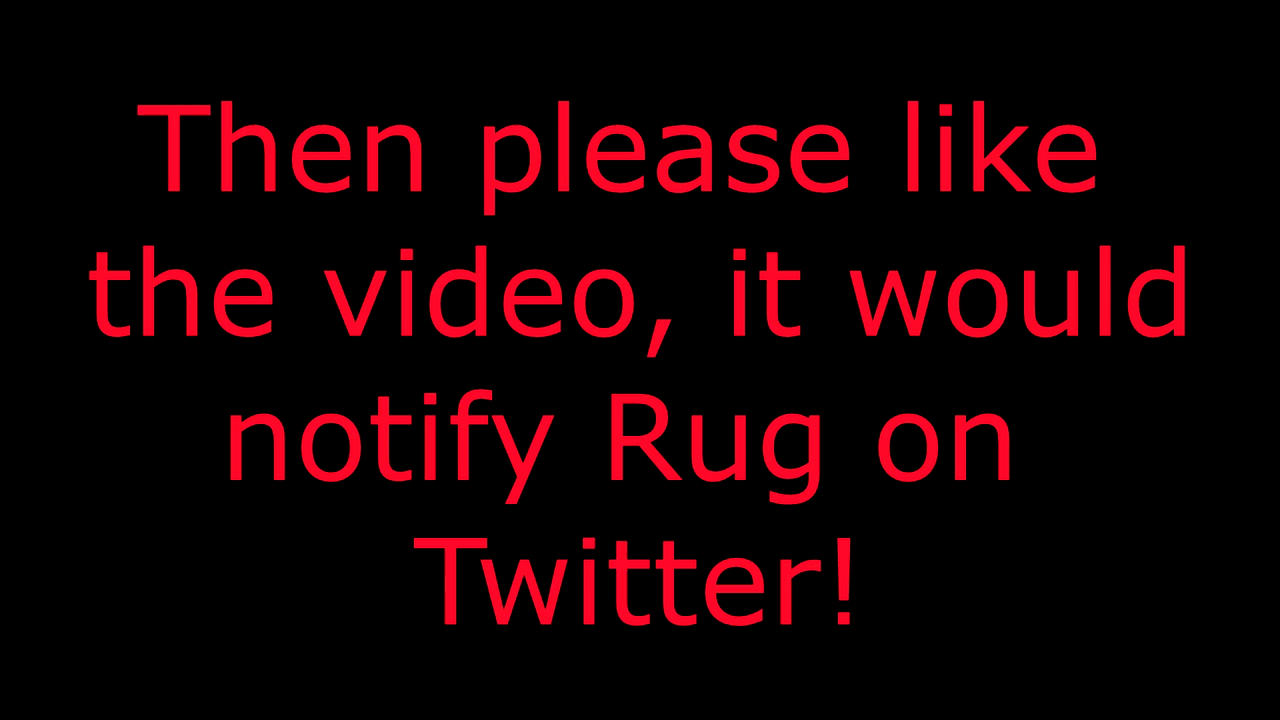 Then please like
the video, it would
notify Rug on
Twitter!